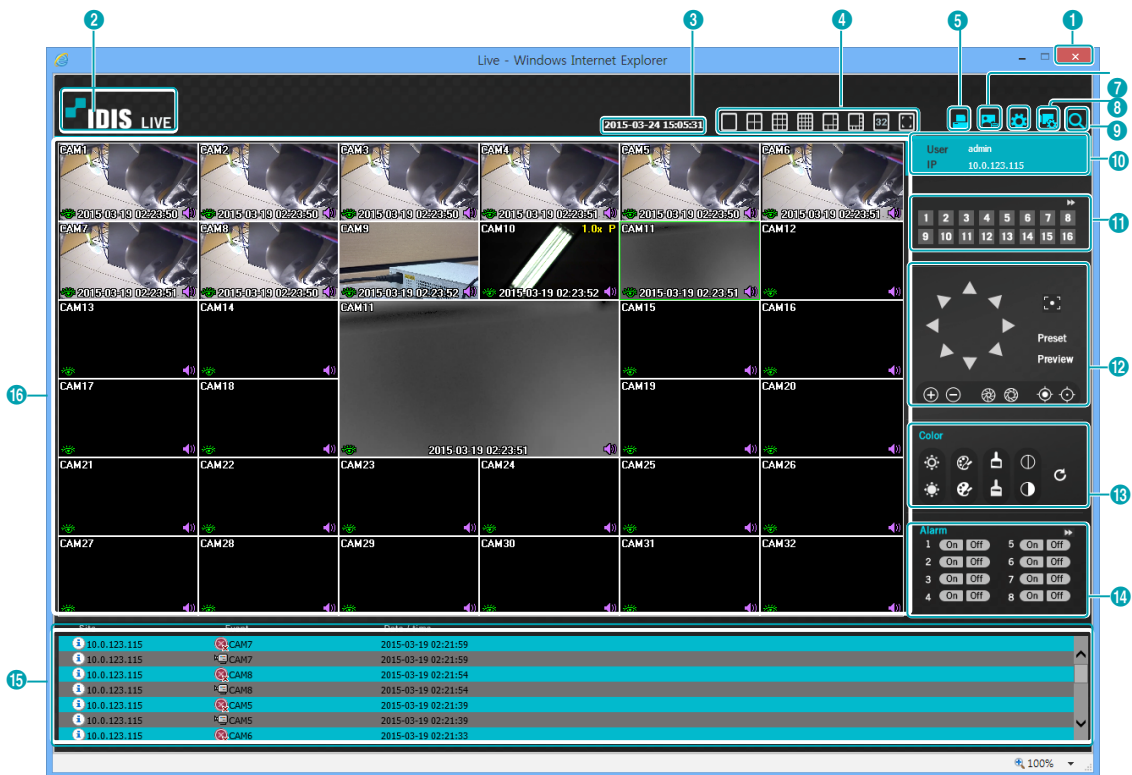 2
3
4
5
1
Live - Windows Internet Explorer
7
IDIS LIVE
2015-03-24 15:05:31
32
8
9
User admin
IP 10.0.123.115
10
CAM1 CAM2 CAM3 CAM4 CAM5 CAM6
2015-03-19 02:23:50 2015-03-19 02:23:50 2015-03-19 02:23:51 2015-03-19 02:23:51
1 2 3 4 5 6 7 8
9 10 11 12 13 14 15 16
11
CAM7 CAM8 CAM9 CAM10 1.0x P CAM11 CAM12
2015-03-19 02:23:51 2015-03-19 02:23:50 2015-03-19 02:23:52 2015-03-19 02:23:52 2015-03-19 02:23:51
CAM13 CAM14 CAM11 CAM15 CAM16
Preset
Preview
12
16
CAM17 CAM18 CAM19 CAM20
2015-03-19 02:23:51
Color
13
CAM21 CAM22 CAM23 CAM24 CAM25 CAM26
CAM27 CAM28 CAM29 CAM30 CAM31 CAM32
Alarm
1 On Off 5 On Off
2 On Off 6 On Off
3 On Off 7 On Off
4 On Off 8 On Off
14
Site Event Date / time
10.0.123.115 CAM7 2015-03-19 02:21:59
10.0.123.115 CAM7 2015-03-19 02:21:59
10.0.123.115 CAM8 2015-03-19 02:21:54
10.0.123.115 CAM8 2015-03-19 02:21:54
10.0.123.115 CAM5 2015-03-19 02:21:39
10.0.123.115 CAM5 2015-03-19 02:21:39
10.0.123.115 CAM6 2015-03-19 02:21:33
15
100%